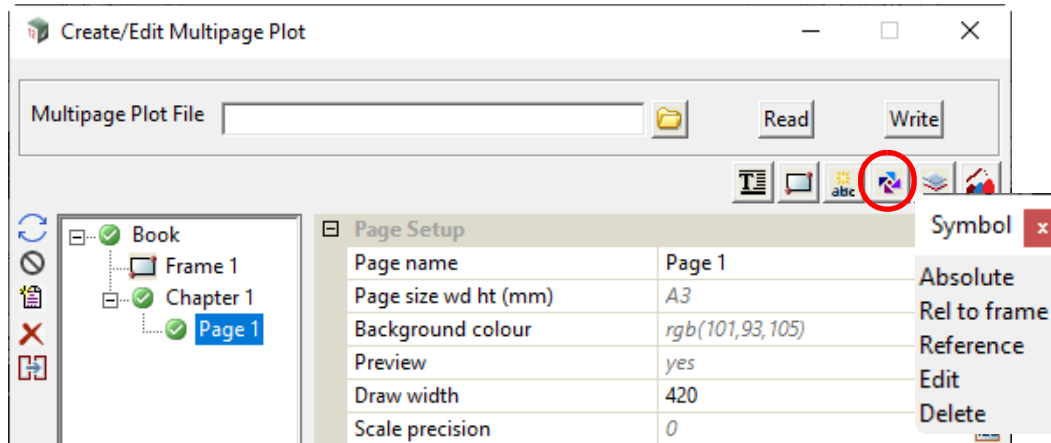 Create/Edit Multipage Plot
Multipage Plot File Read Write
abc
Symbol x
Book
Frame 1
Chapter 1
Page 1
Page Setup
Page name Page 1
Page size wd ht (mm) A3
Background colour rgb(101,93,105)
Preview yes
Draw width 420
Scale precision 0
Absolute
Rel to frame
Reference
Edit
Delete